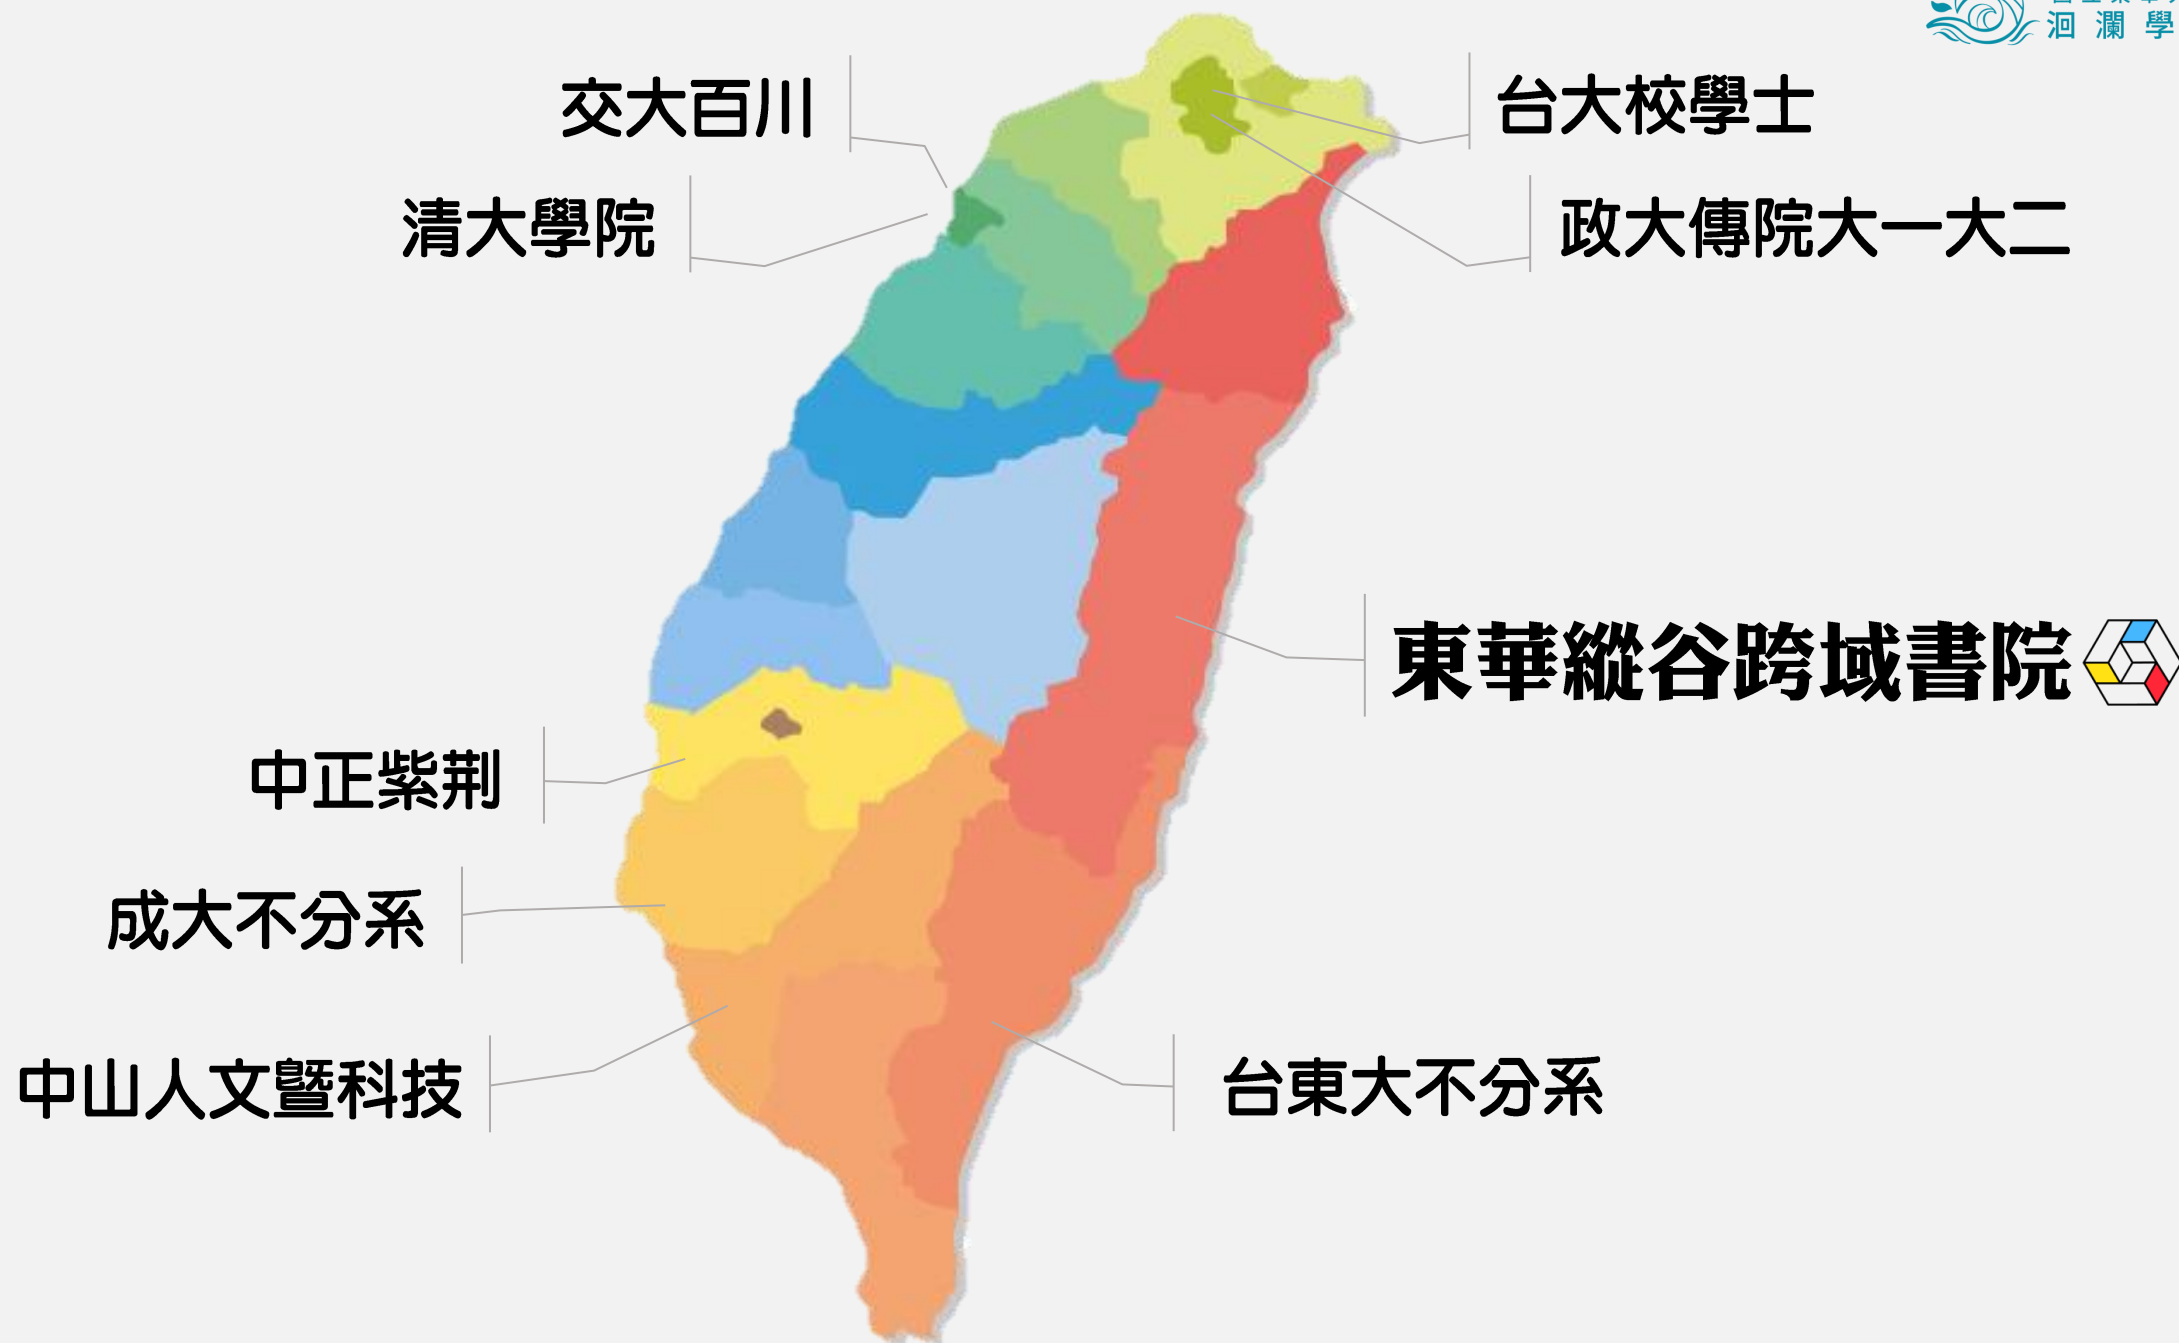 洄瀾學
交大百川
台大校學士
清大學院
政大傳院大一大二
東華縱谷跨域書院
中正紫荊
成大不分系
中山人文暨科技
台東大不分系